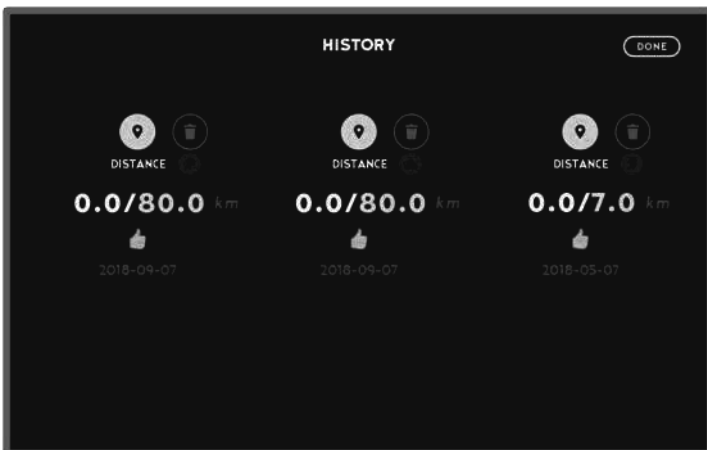 HISTORY
DONE
DISTANCE DISTANCE DISTANCE
0.0/80.0 km 0.0/80.0 km 0.0/7.0 km
2018-09-07 2018-09-07 2018-05-07